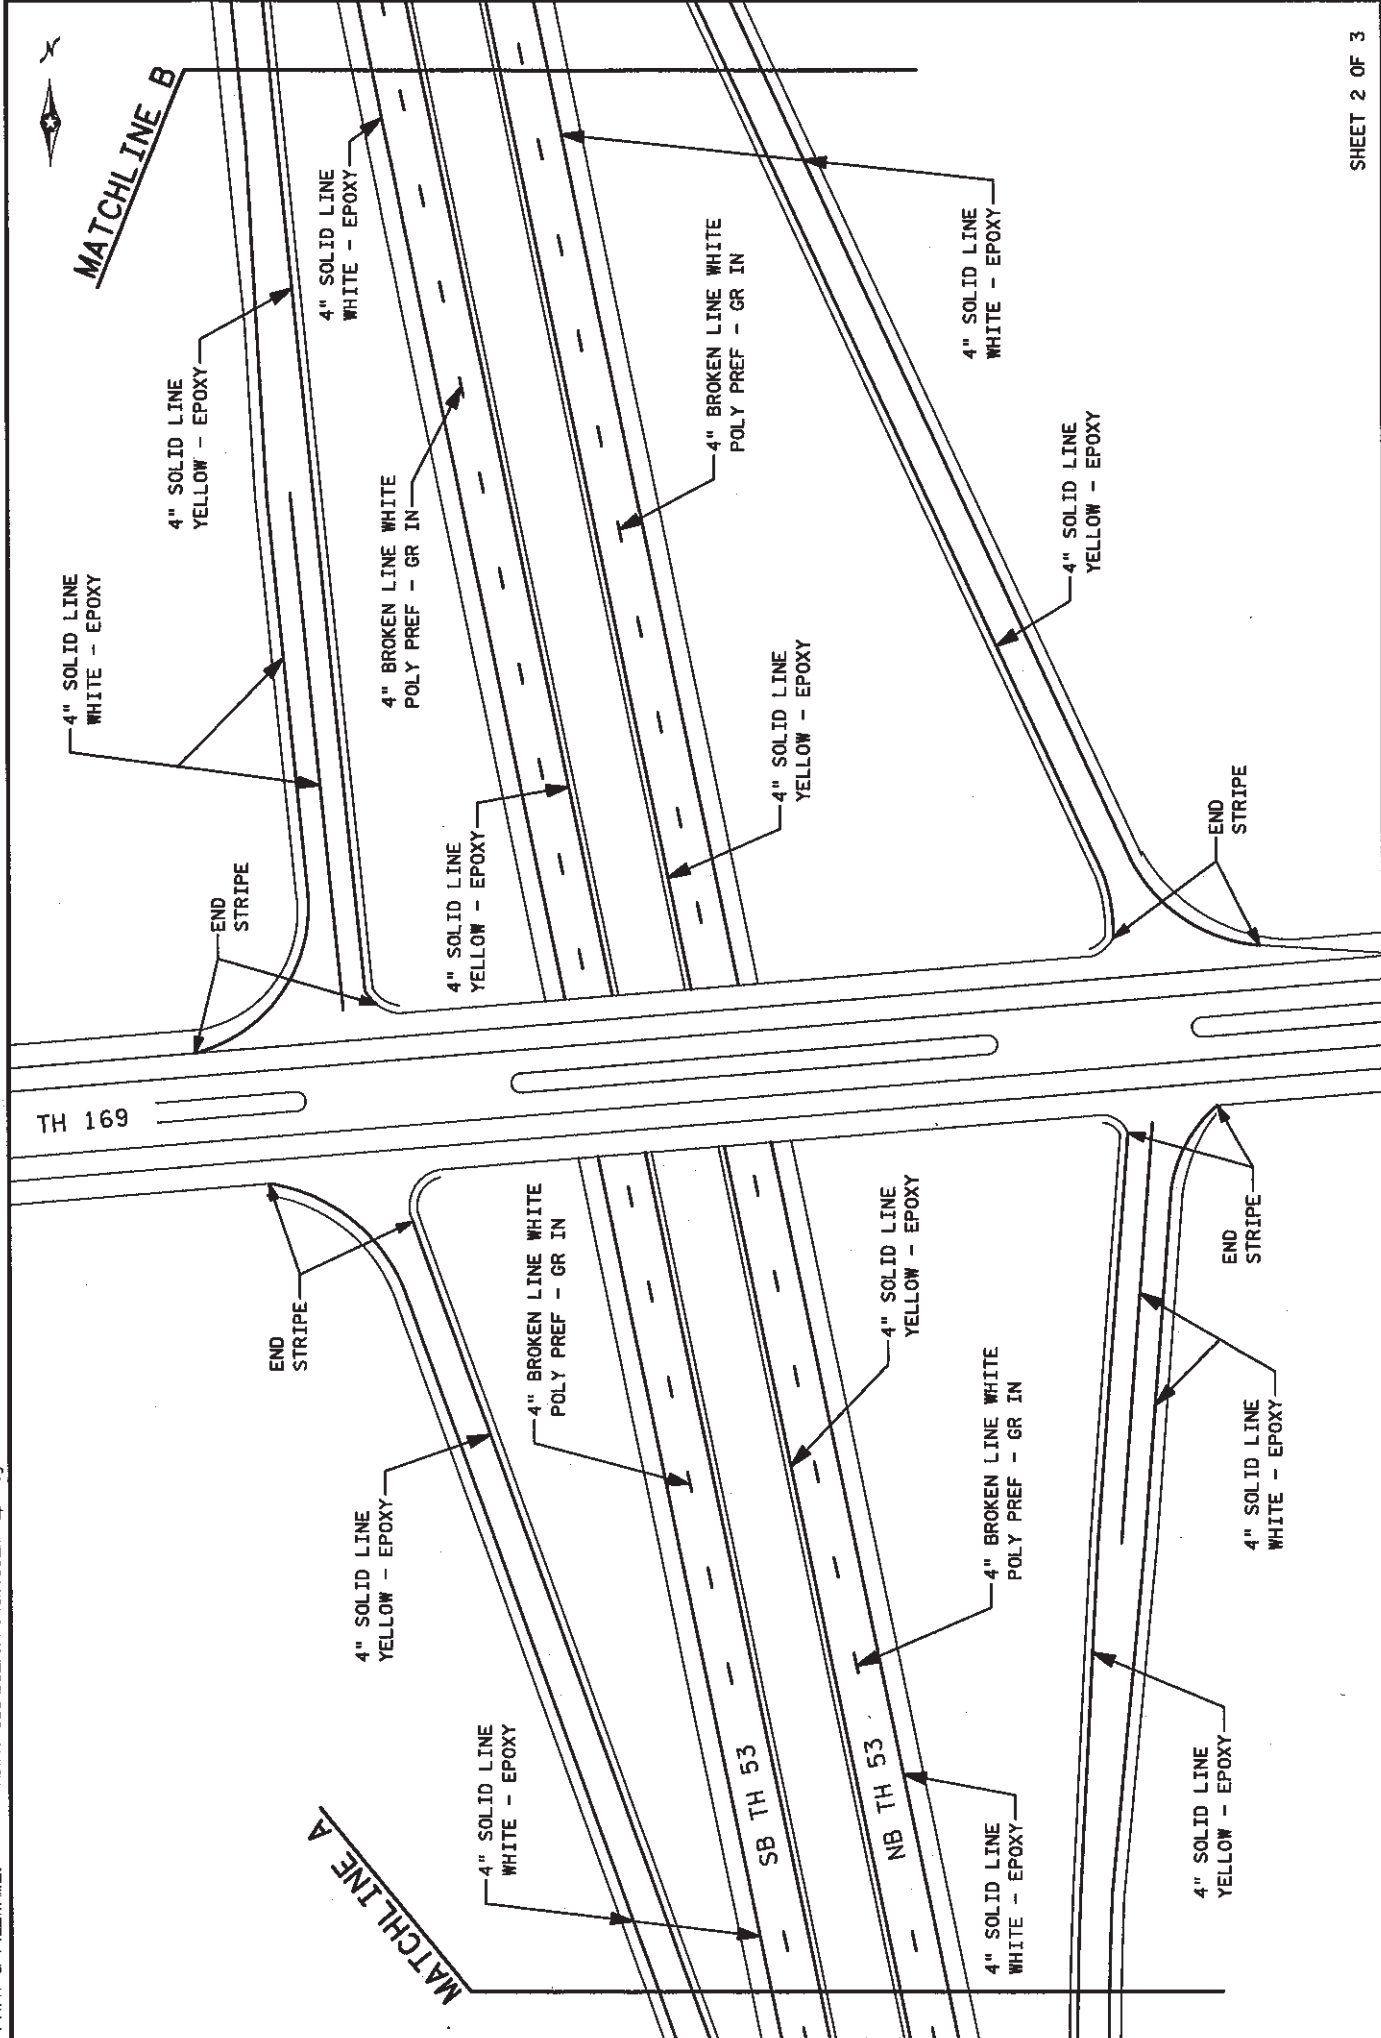 MATCHLINE A
MATCHLINE B
N
4" SOLID LINE
WHITE - EPOXY
4" SOLID LINE
YELLOW - EPOXY
END
STRIPE
TH 169
END
STRIPE
4" SOLID LINE
WHITE - EPOXY
4" SOLID LINE
YELLOW - EPOXY
4" SOLID LINE
WHITE - EPOXY
4" BROKEN LINE WHITE
POLY PREF - GR IN
4" SOLID LINE
YELLOW - EPOXY
4" BROKEN LINE WHITE
POLY PREF - GR IN
SB TH 53
NB TH 53
4" SOLID LINE
YELLOW - EPOXY
4" BROKEN LINE WHITE
POLY PREF - GR IN
4" SOLID LINE
YELLOW - EPOXY
4" BROKEN LINE WHITE
POLY PREF - GR IN
4" SOLID LINE
WHITE - EPOXY
4" SOLID LINE
WHITE - EPOXY
4" SOLID LINE
YELLOW - EPOXY
4" SOLID LINE
WHITE - EPOXY
END
STRIPE
END
STRIPE
4" SOLID LINE
YELLOW - EPOXY
SHEET 2 OF 3